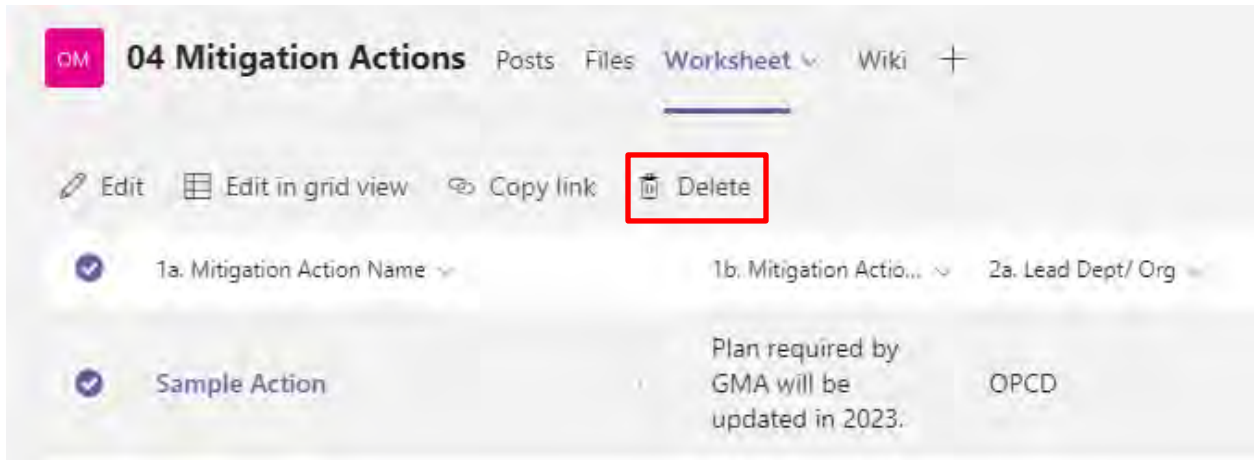 OM 04 Mitigation Actions Posts Files Worksheet Wiki +
Edit Edit in grid view Copy link Delete
1a. Mitigation Action Name 1b. Mitigation Actio... 2a. Lead Dept/ Org
Plan required by
Sample Action GMA will be OPCD
updated in 2023.